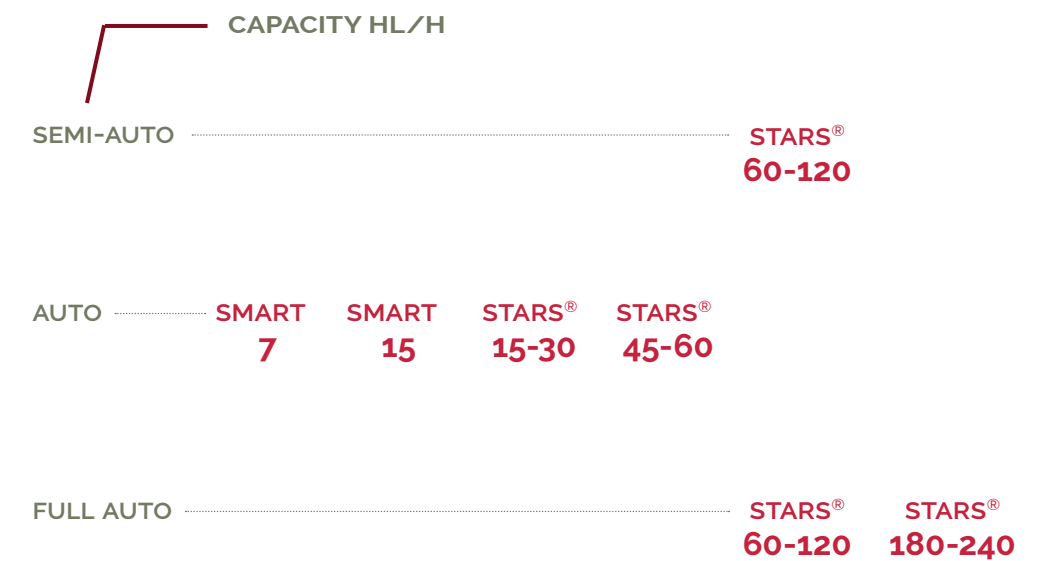 CAPACITY HL/H
SEMI-AUTO STARS®
60-120
AUTO SMART SMART STARS® STARS®
7 15 15-30 45-60
FULL AUTO STARS® STARS®
60-120 180-240